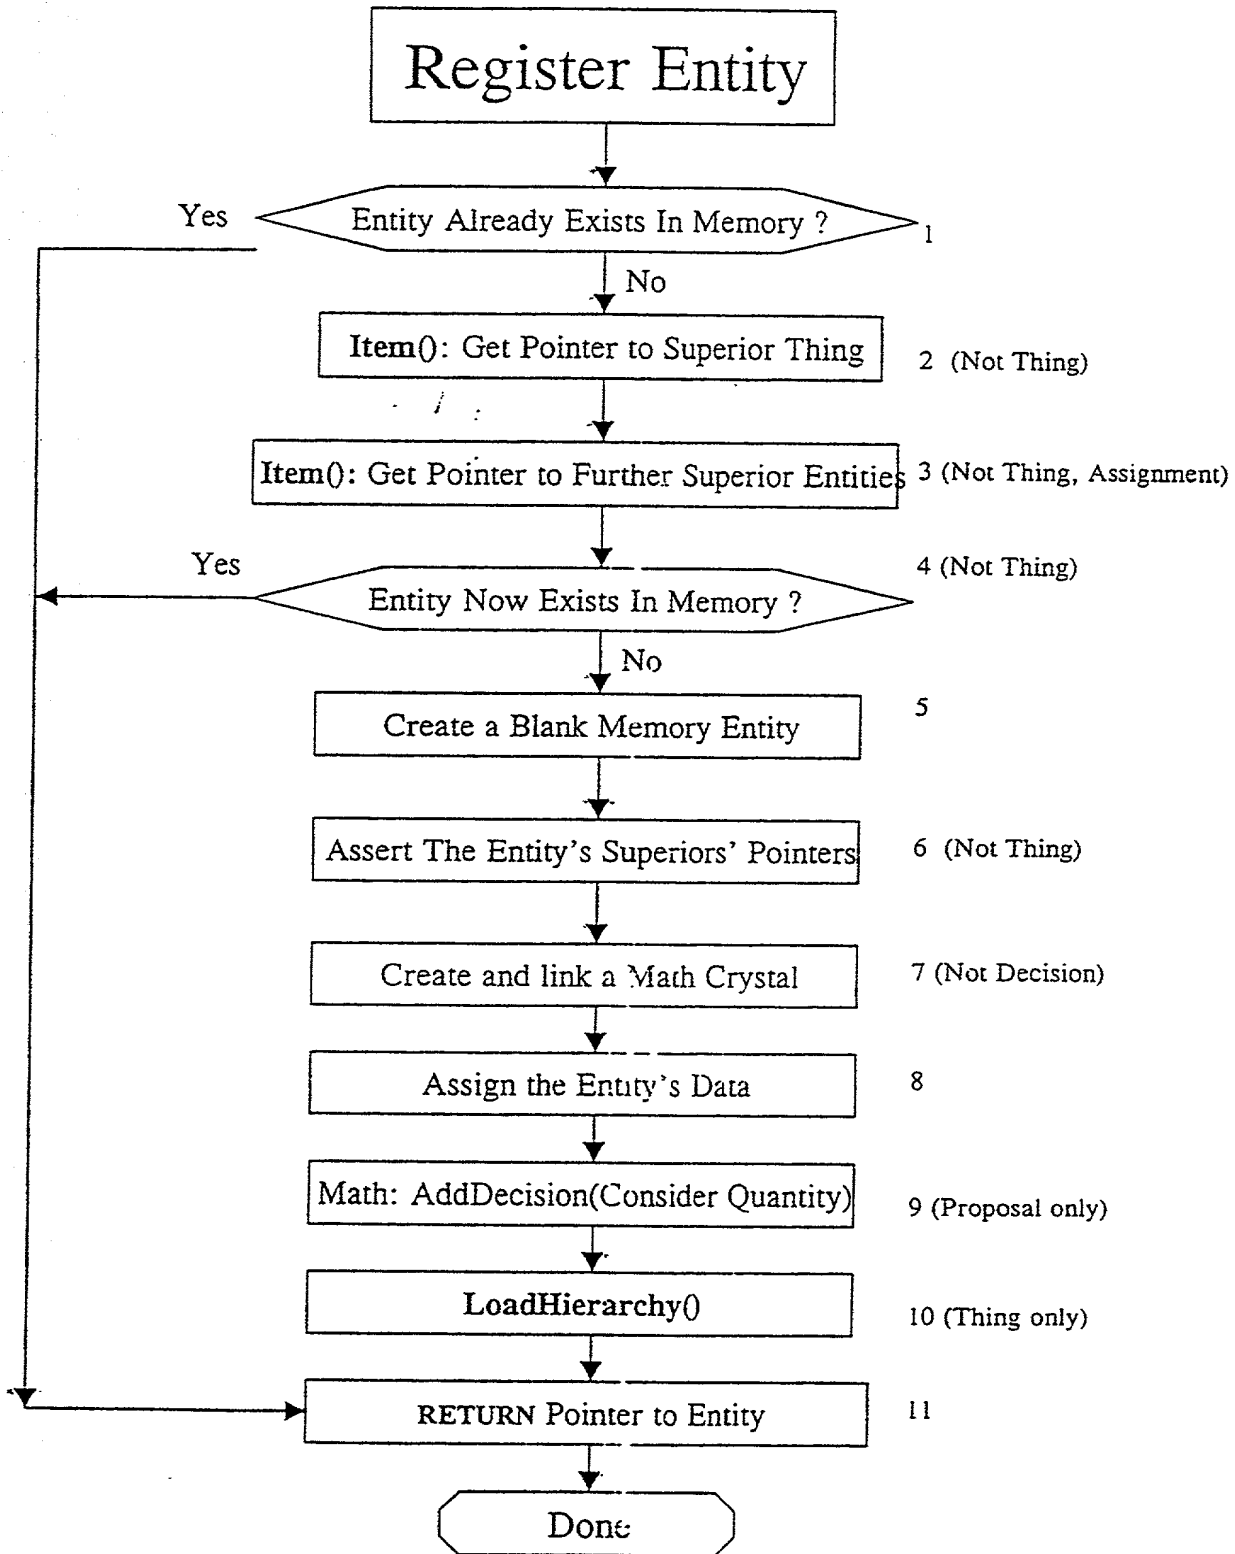 Register Entity
Yes
Entity Already Exists In Memory ?
1
No
Item(): Get Pointer to Superior Thing
2 (Not Thing)
Item(): Get Pointer to Further Superior Entities
3 (Not Thing, Assignment)
Yes
4 (Not Thing)
Entity Now Exists In Memory ?
No
Create a Blank Memory Entity
5
Assert The Entity's Superiors' Pointers
6 (Not Thing)
Create and link a Math Crystal
7 (Not Decision)
Assign the Entity's Data
8
Math: AddDecision(Consider Quantity)
9 (Proposal only)
LoadHierarchy()
10 (Thing only)
RETURN Pointer to Entity
11
Done